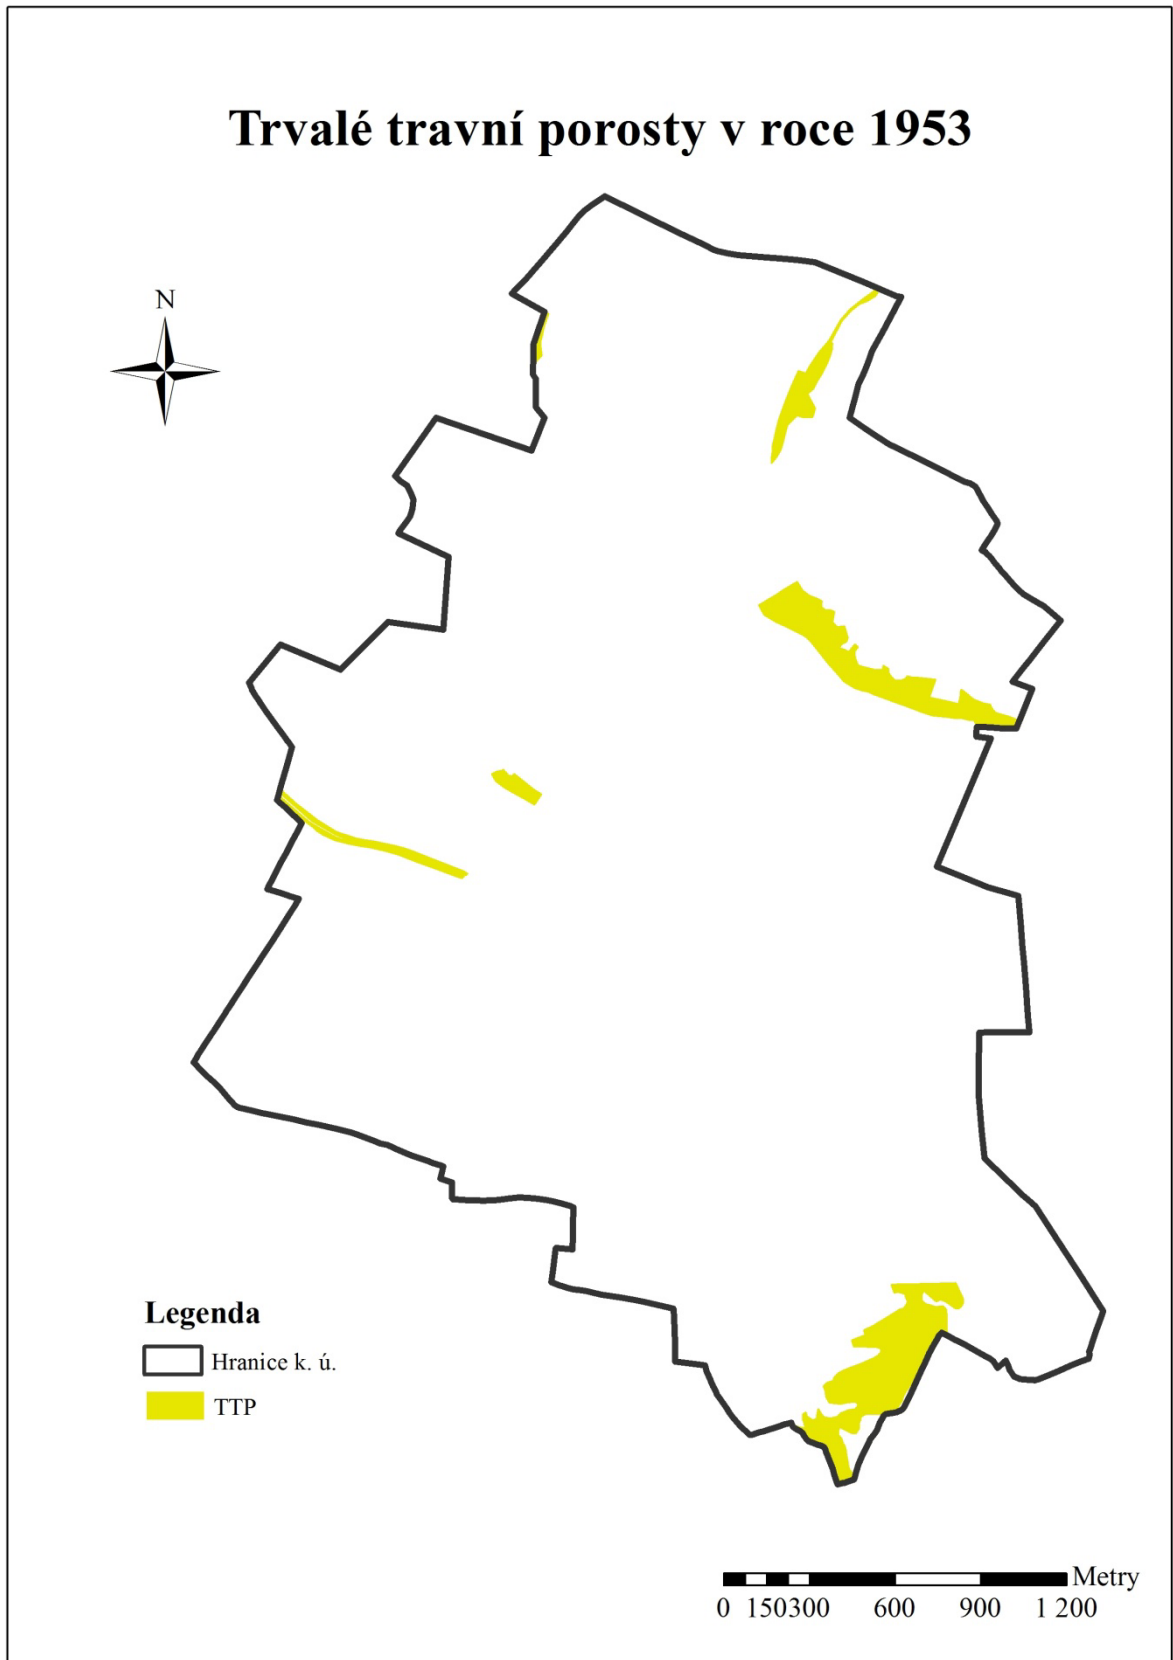 Trvalé travní porosty v roce 1953
N
Legenda
Hranice k. ú.
TTP
Metry
0 150300 600 900 1 200